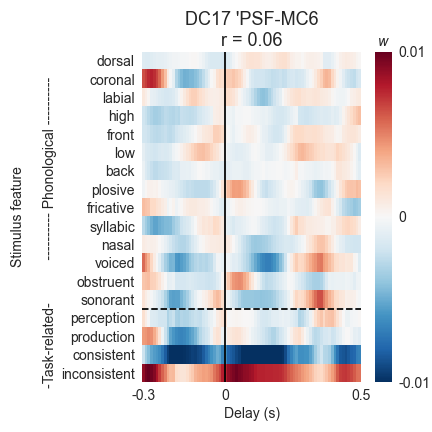 DC17 'PSF-MC6
r = 0.06
w
Stimulus feature
-Task-related-
---------- Phonological ----------
dorsal
coronal
labial
high
front
low
back
plosive
fricative
syllabic
nasal
voiced
obstruent
sonorant
perception
production
consistent
inconsistent
0.01
0
-0.01
-0.3
0
0.5
Delay (s)